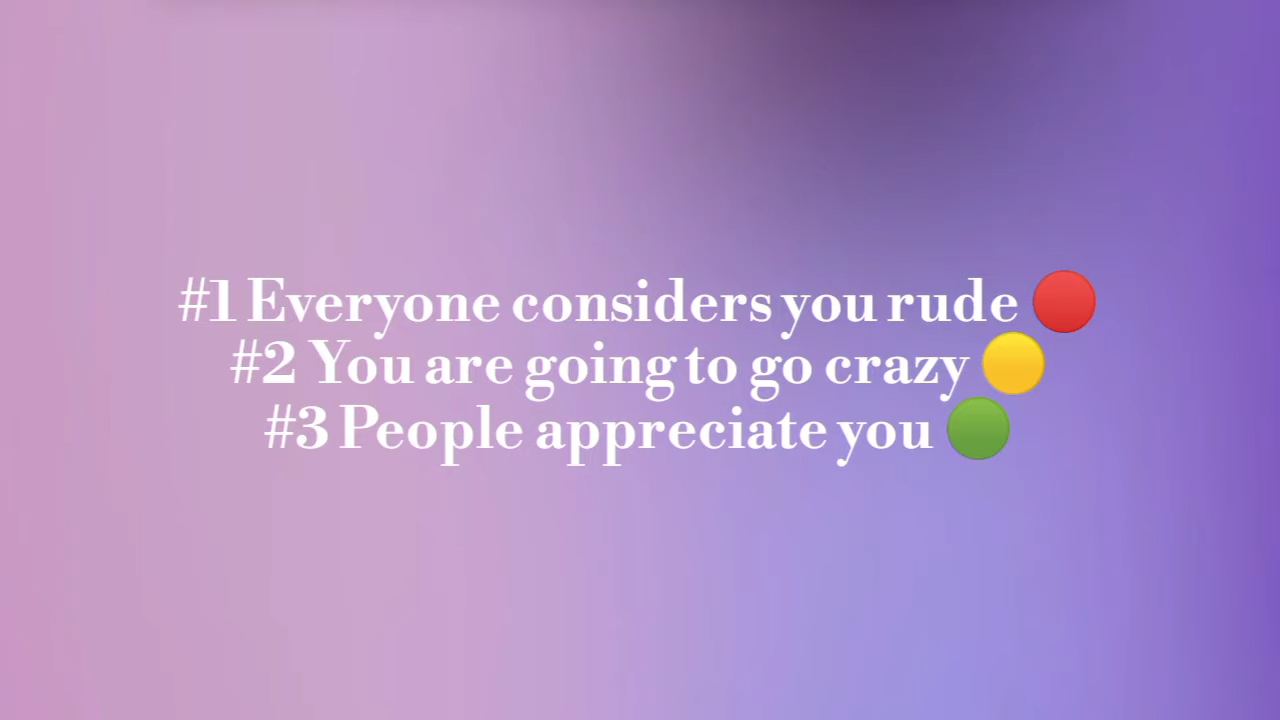 #1 Everyone considers you rude 🔴
#2 You are going to go crazy 🟡
#3 People appreciate you 🟢